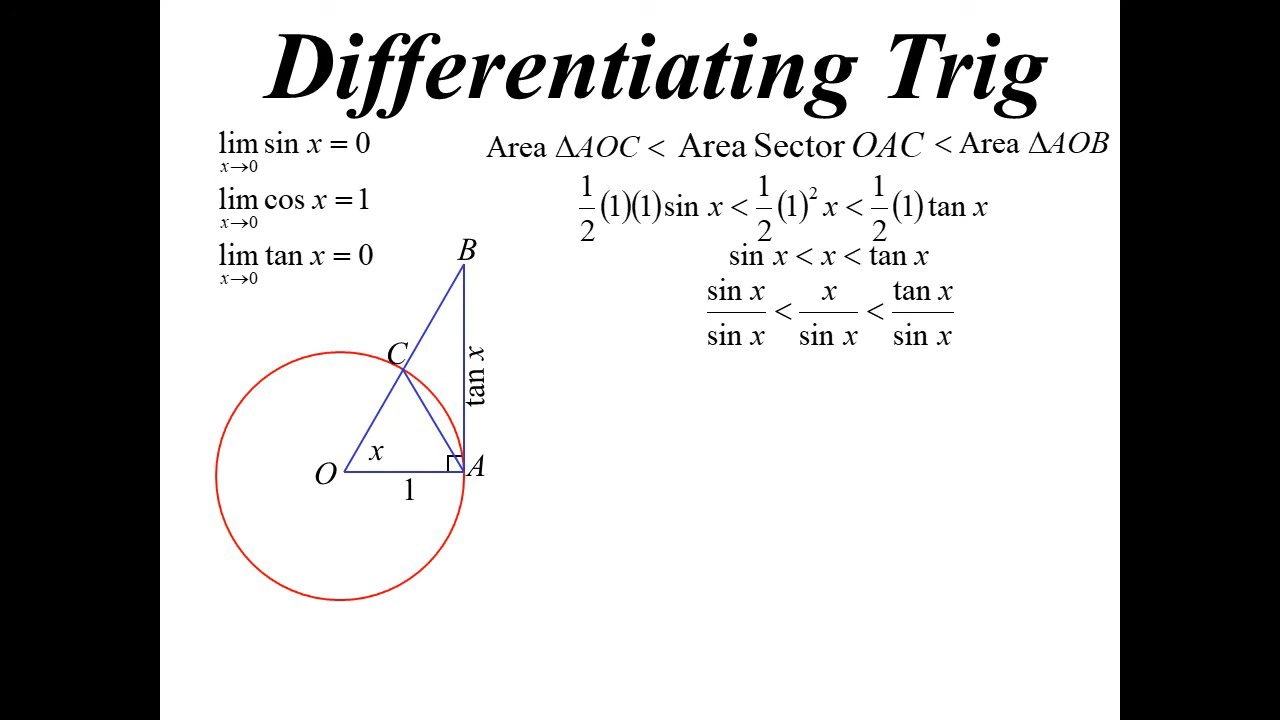 Differentiating Trig
lim sin x = 0
x→0
lim cos x = 1
x→0
lim tan x = 0
x→0
Area ΔAOC < Area Sector OAC < Area ΔAOB
1/2 (1)(1) sin x < 1/2 (1)² x < 1/2 (1) tan x
sin x < x < tan x
sin x/sin x < x/sin x < tan x/sin x
B
C
tan x
x
O
A
1